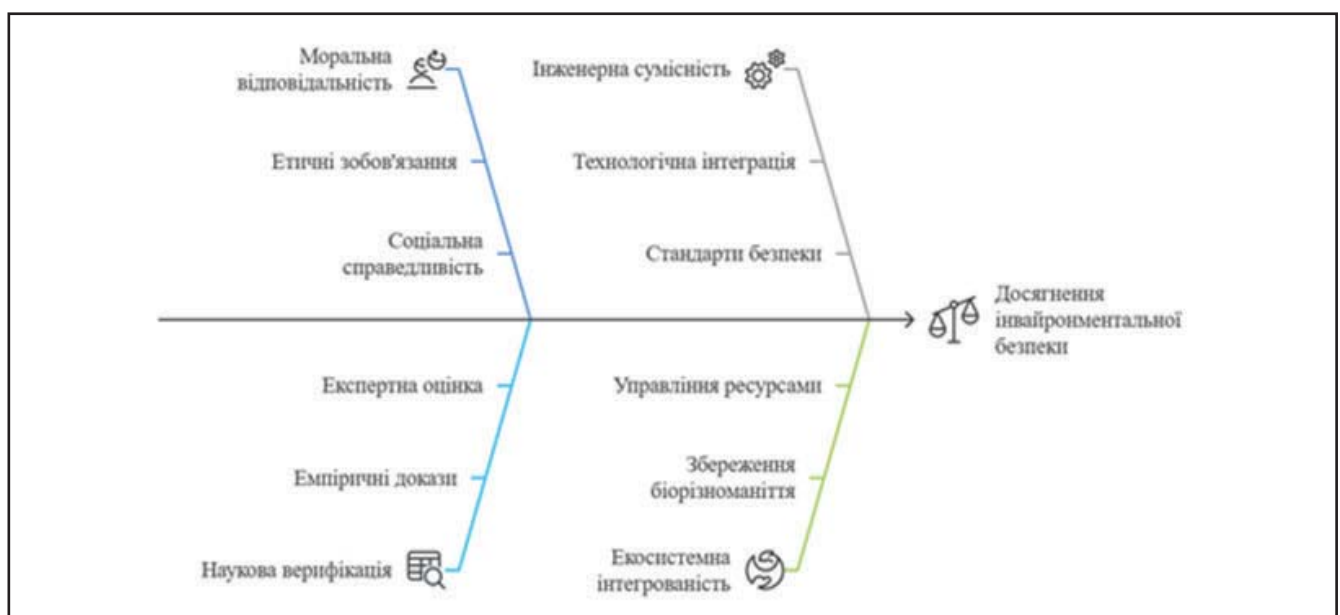 Моральна
відповідальність
Етичні зобов'язання
Соціальна
справедливість
Інженерна сумісність
Технологічна інтеграція
Стандарти безпеки
Досягнення
інвайронментальної
безпеки
Експертна оцінка
Емпіричні докази
Наукова верифікація
Управління ресурсами
Збереження
біорізноманіття
Екосистемна
інтегрованість